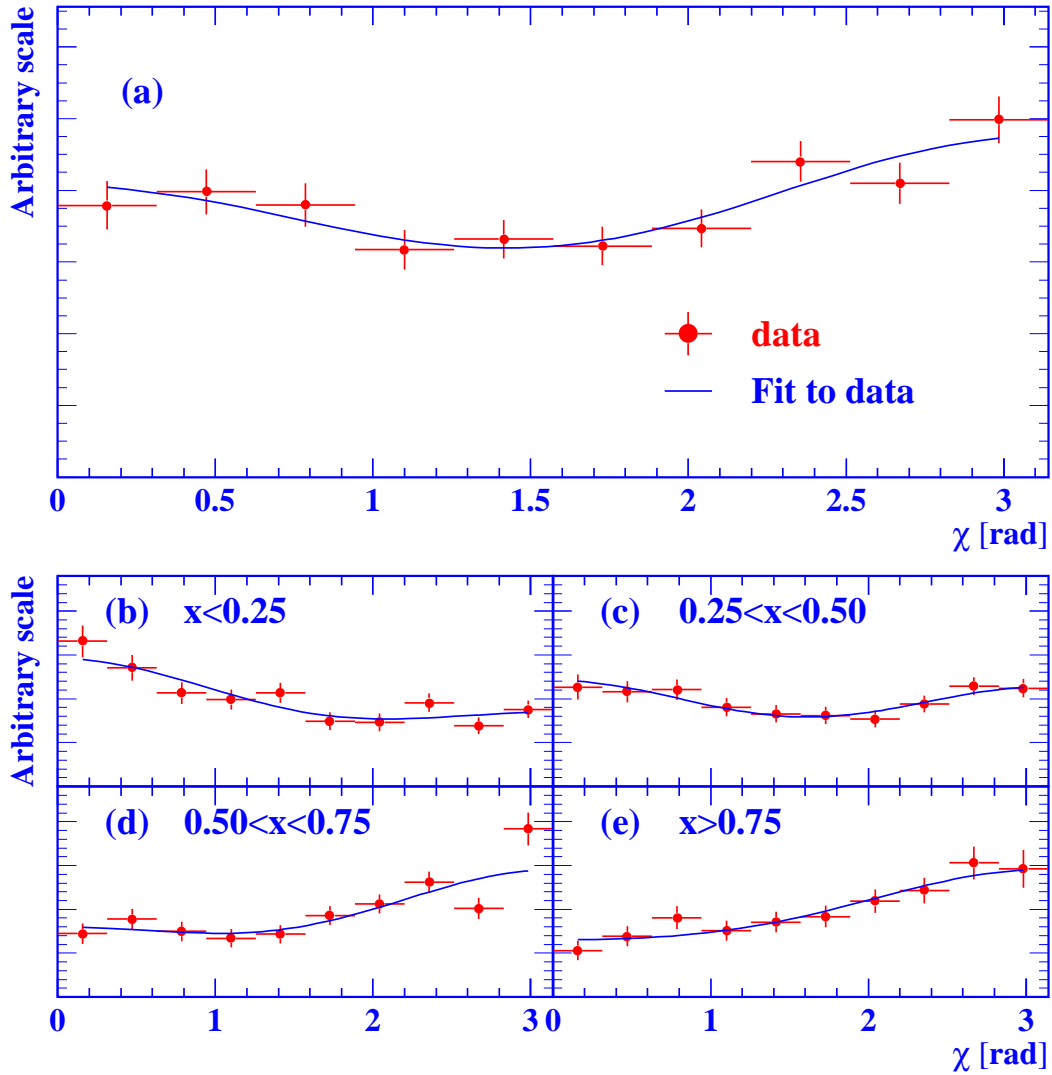 Arbitrary scale
(a)
data
Fit to data
0 0.5 1 1.5 2 2.5 3
χ [rad]
Arbitrary scale
(b) x<0.25
(c) 0.25<x<0.50
(d) 0.50<x<0.75
(e) x>0.75
0 1 2 3 0 1 2 3
χ [rad]
χ [rad]